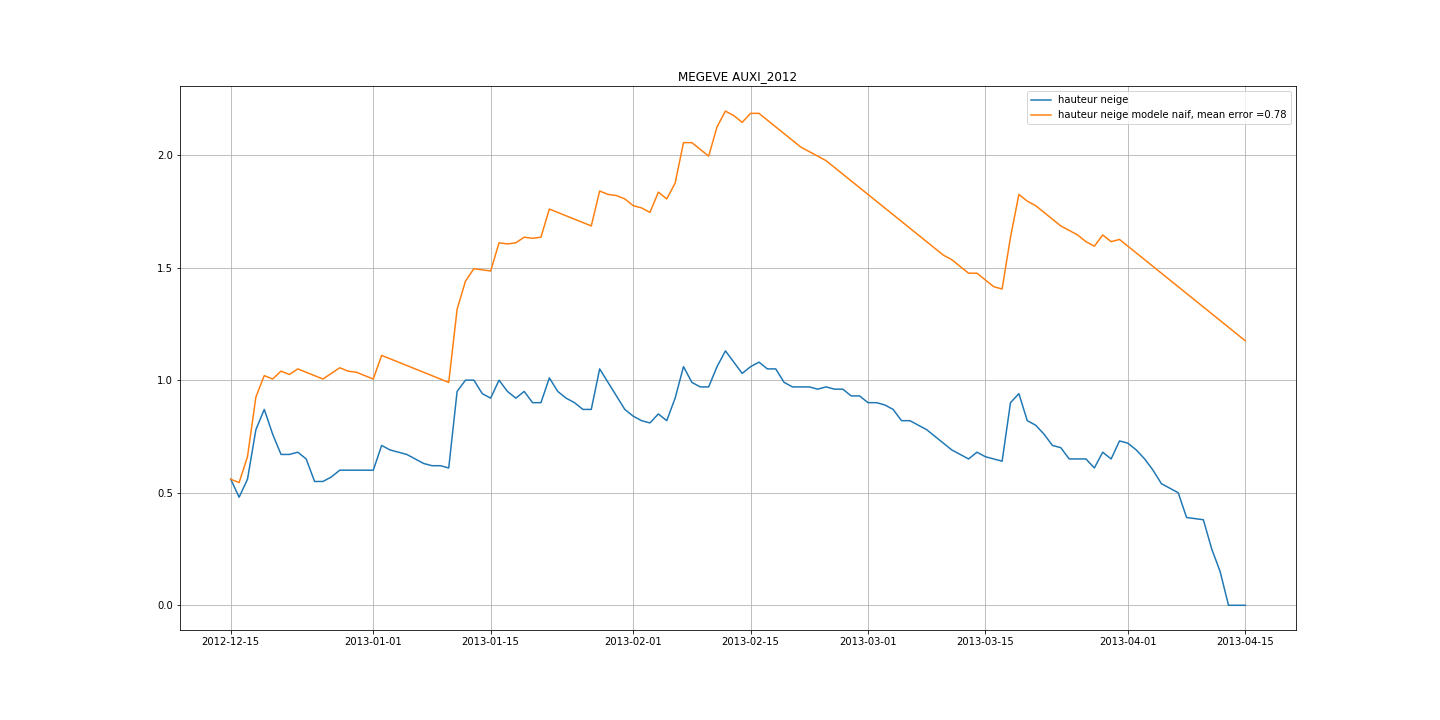 MEGEVE AUXI_2012
hauteur neige
hauteur neige modele naif, mean error =0.78
2.0
1.5
1.0
0.5
0.0
2012-12-15 2013-01-01 2013-01-15 2013-02-01 2013-02-15 2013-03-01 2013-03-15 2013-04-01 2013-04-15